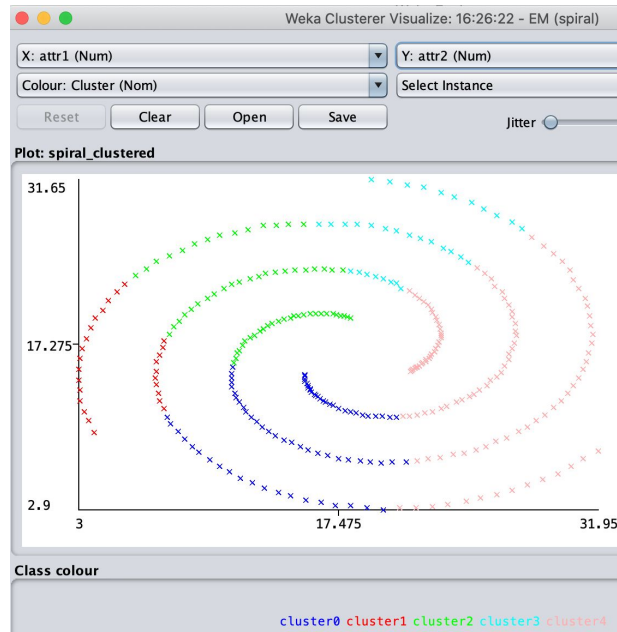 Weka Clusterer Visualize: 16:26:22 - EM (spiral)
X: attr1 (Num) Y: attr2 (Num)
Colour: Cluster (Nom) Select Instance
Reset Clear Open Save Jitter
Plot: spiral_clustered
31.65
17.275
2.9
3 17.475 31.95
Class colour
cluster0 cluster1 cluster2 cluster3 cluster4